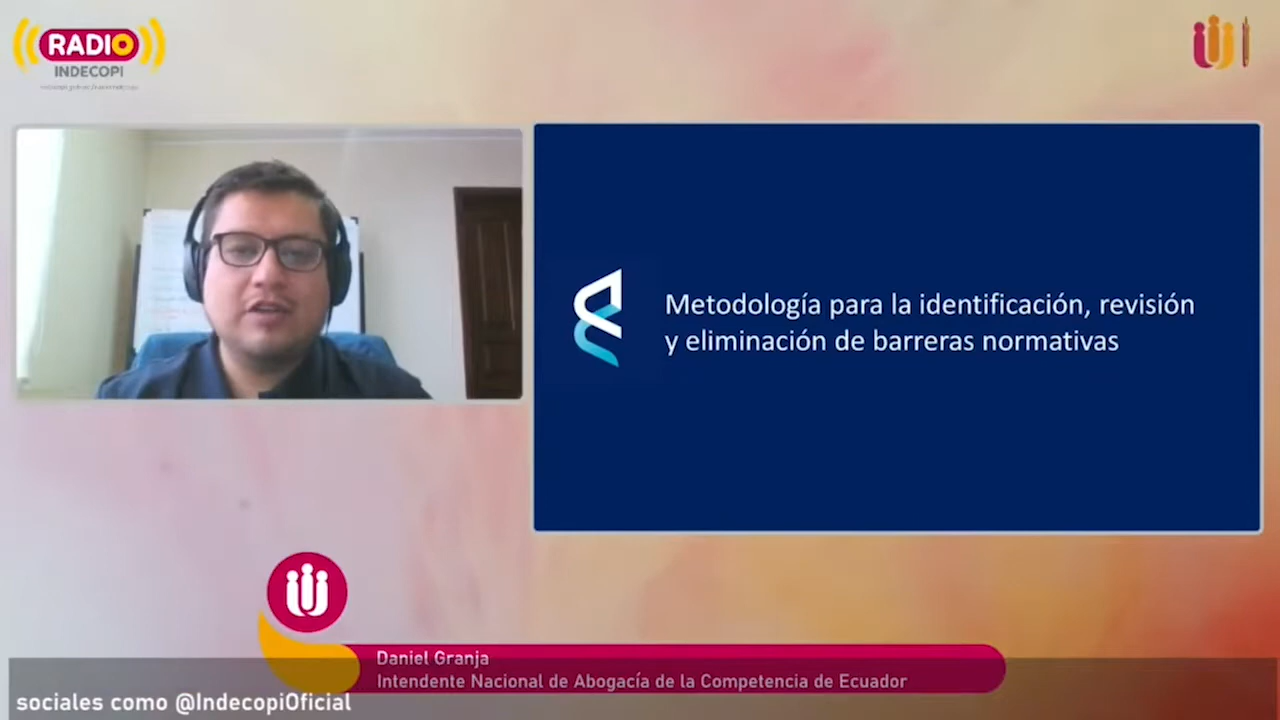 RADIO
INDECOPI
Metodología para la identificación, revisión
y eliminación de barreras normativas
Daniel Granja
Intendente Nacional de Abogacía de la Competencia de Ecuador
sociales como @IndecopiOficial